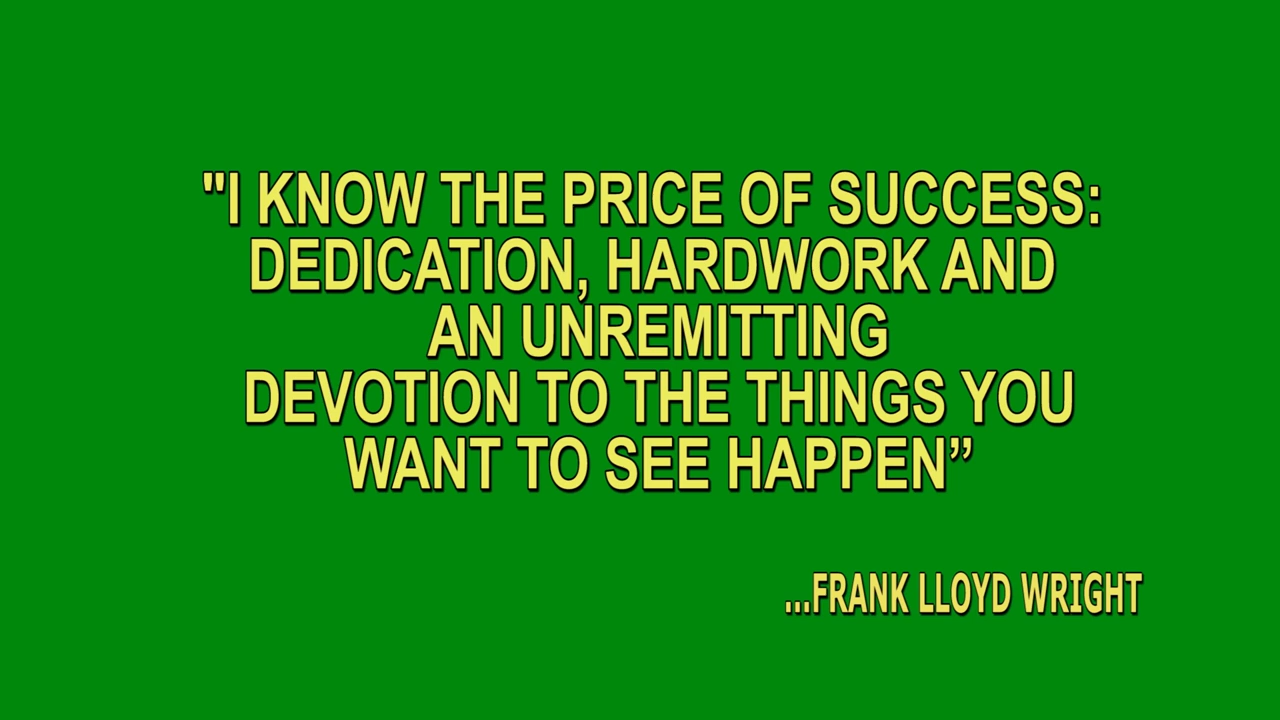 "I KNOW THE PRICE OF SUCCESS:
DEDICATION, HARDWORK AND
AN UNREMITTING
DEVOTION TO THE THINGS YOU
WANT TO SEE HAPPEN”
...FRANK LLOYD WRIGHT